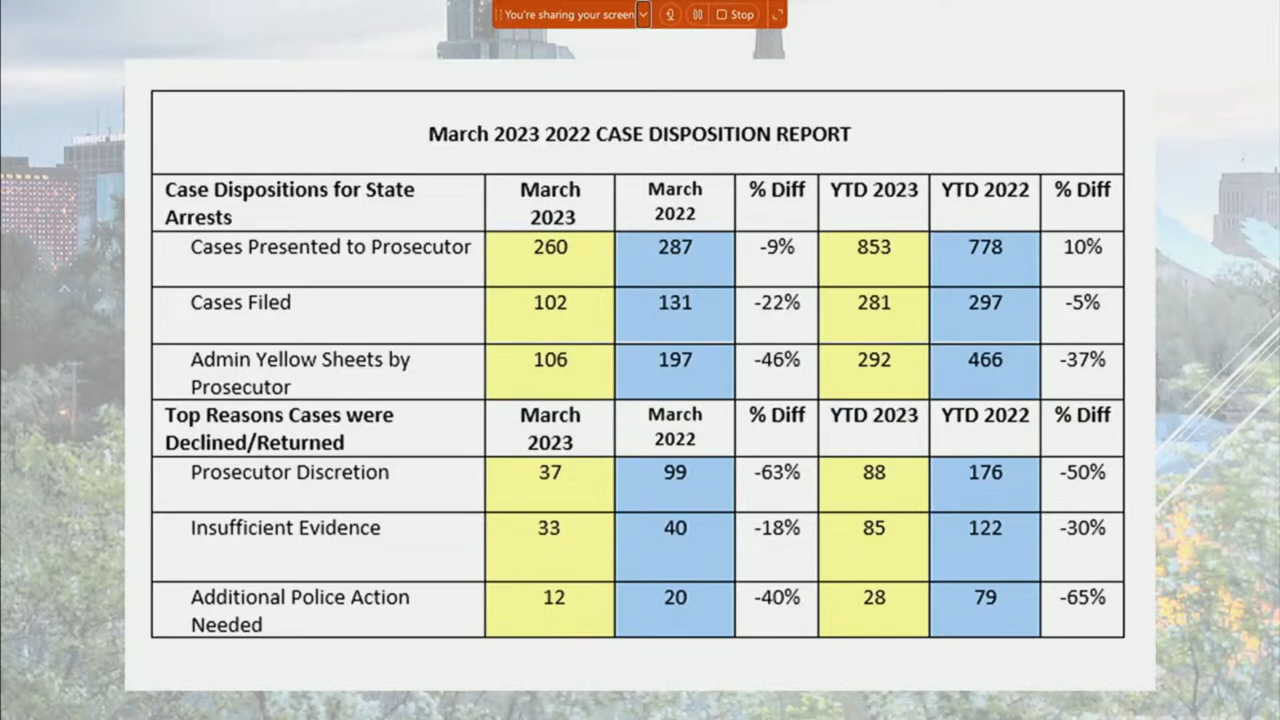 You're sharing your screen Stop
March 2023 2022 CASE DISPOSITION REPORT
Case Dispositions for State Arrests March 2023 March 2022 % Diff YTD 2023 YTD 2022 % Diff
Cases Presented to Prosecutor 260 287 -9% 853 778 10%
Cases Filed 102 131 -22% 281 297 -5%
Admin Yellow Sheets by Prosecutor 106 197 -46% 292 466 -37%
Top Reasons Cases were Declined/Returned March 2023 March 2022 % Diff YTD 2023 YTD 2022 % Diff
Prosecutor Discretion 37 99 -63% 88 176 -50%
Insufficient Evidence 33 40 -18% 85 122 -30%
Additional Police Action Needed 12 20 -40% 28 79 -65%